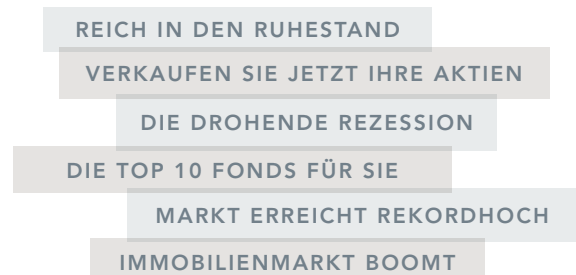 REICH IN DEN RUHESTAND
VERKAUFEN SIE JETZT IHRE AKTIEN
DIE DROHENDE REZESSION
DIE TOP 10 FONDS FÜR SIE
MARKT ERREICHT REKORDHOCH
IMMOBILIENMARKT BOOMT